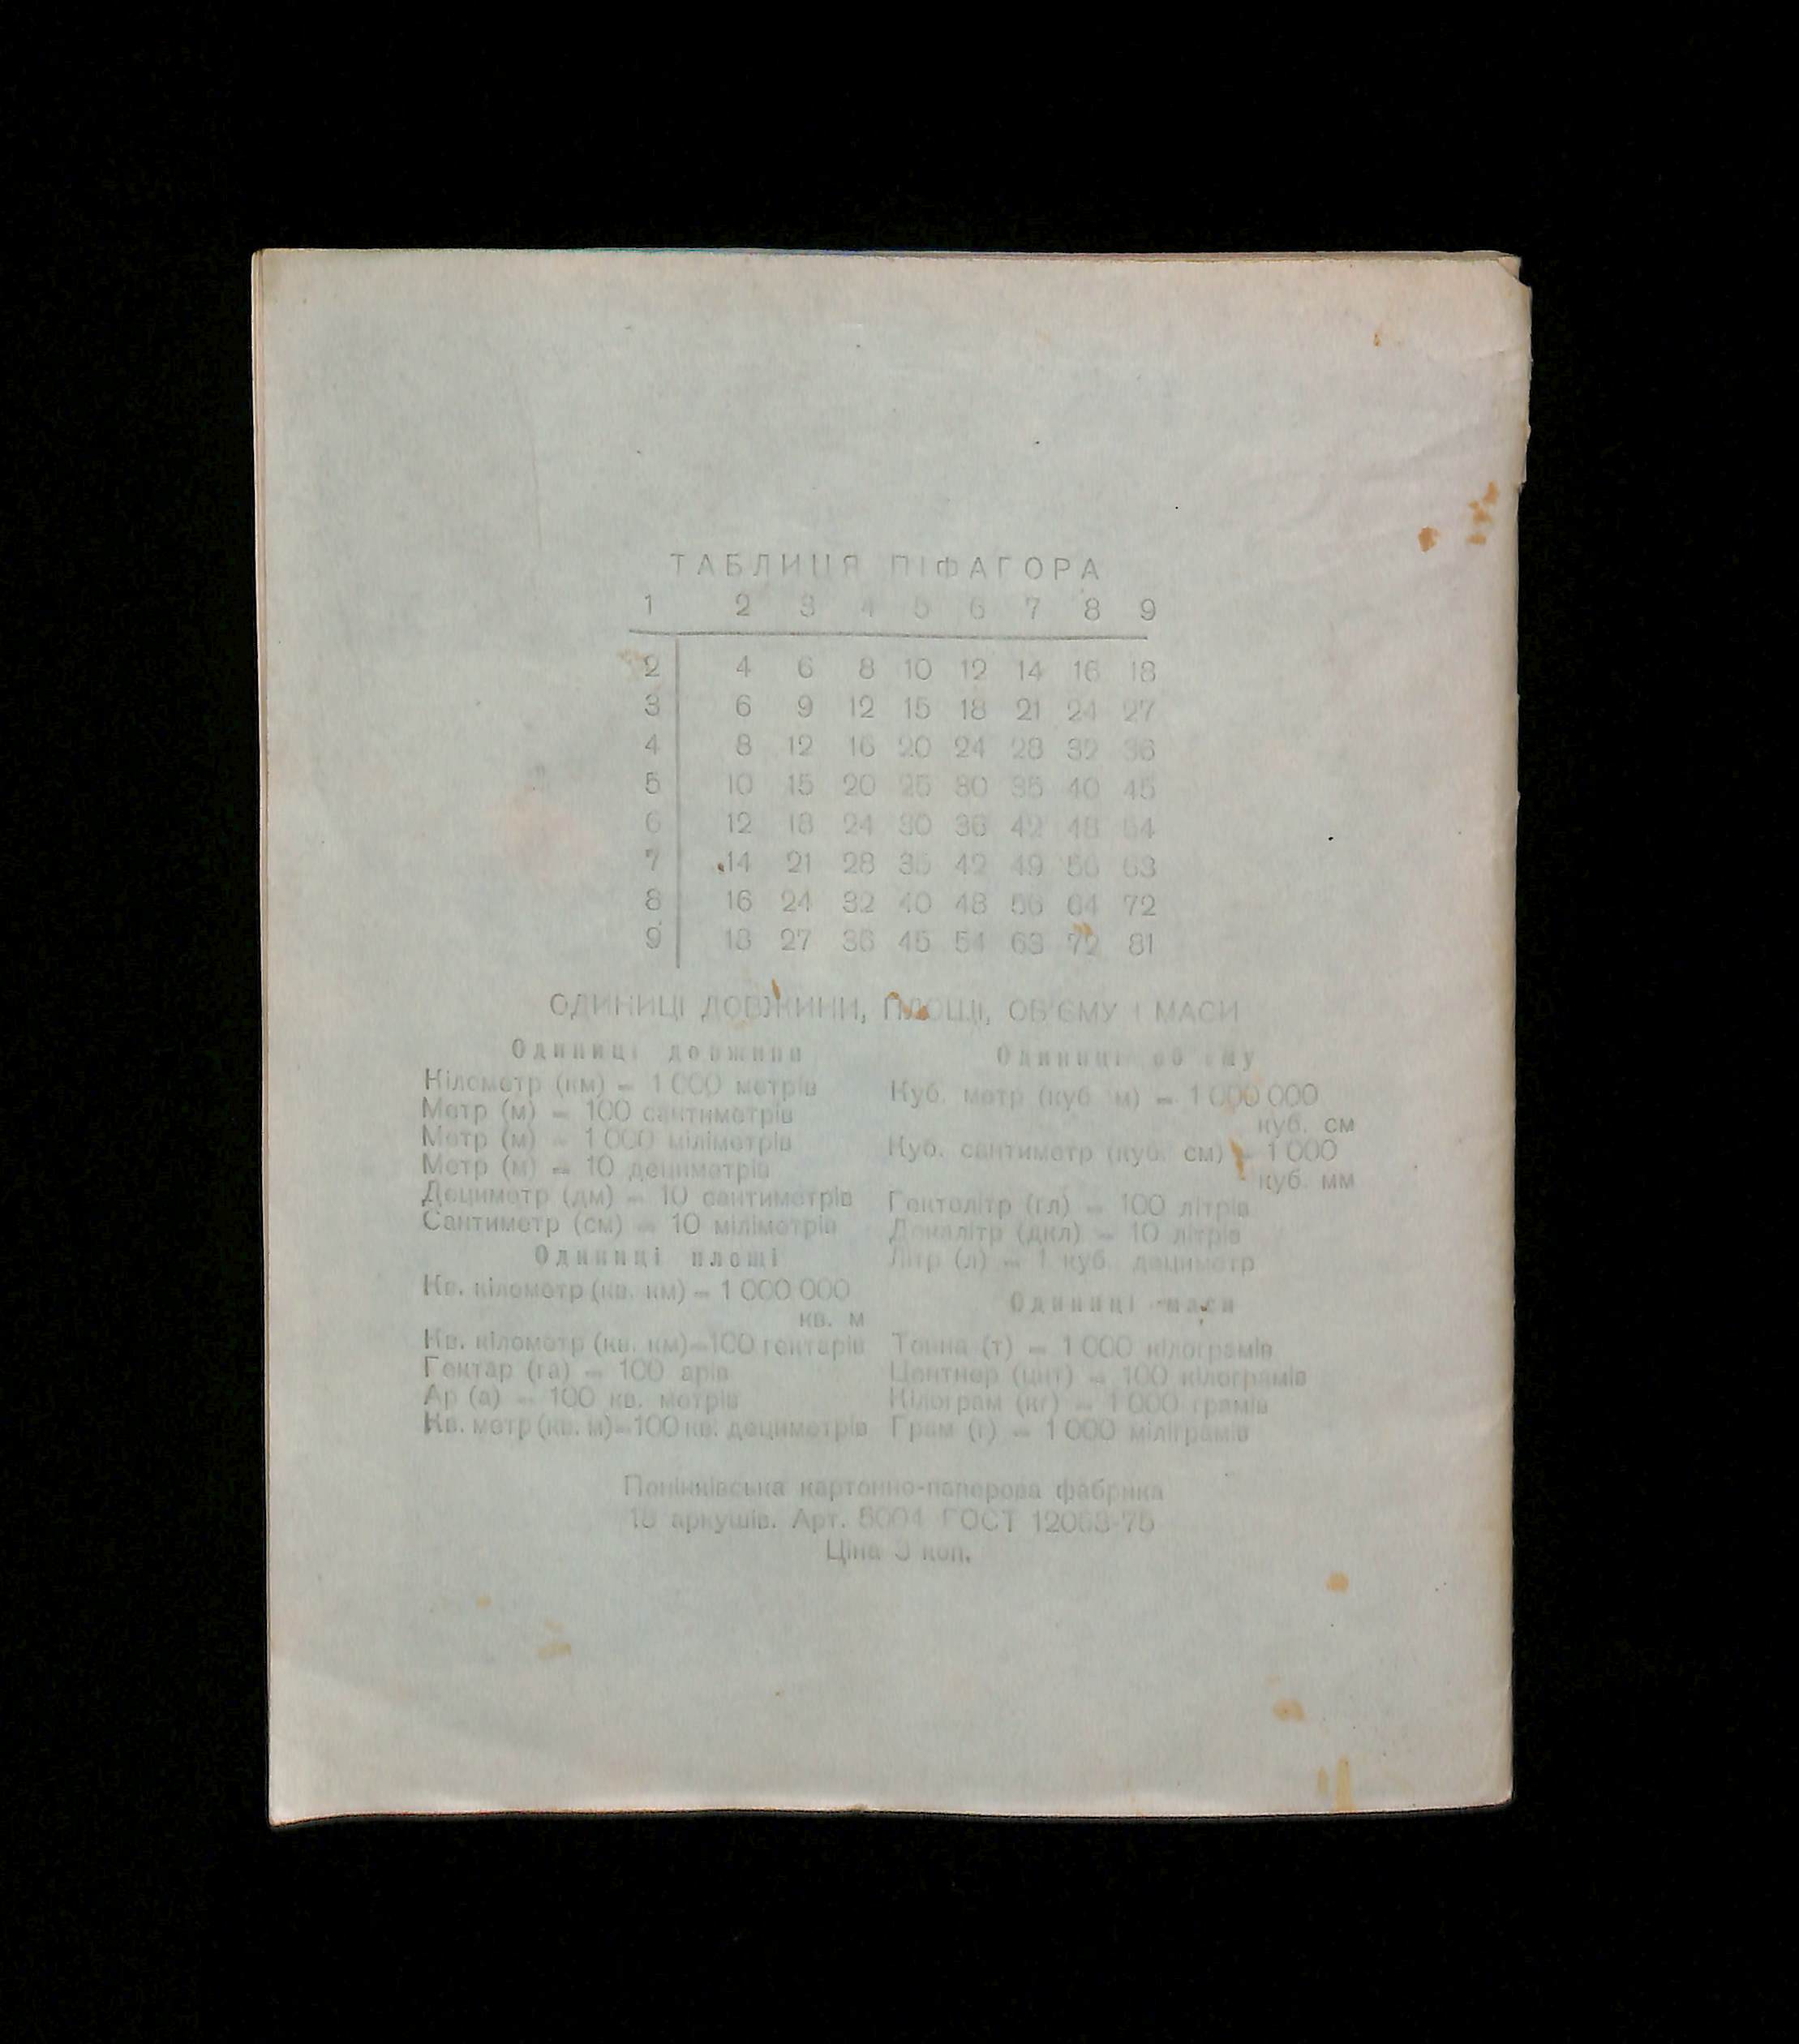 ТАБЛИЦЯ ПІФАГОРА
1 2 3 4 5 6 7 8 9
2 4 6 8 10 12 14 16 18
3 6 9 12 15 18 21 24 27
4 8 12 16 20 24 28 32 36
5 10 15 20 25 30 35 40 45
6 12 18 24 30 36 42 48 54
7 14 21 28 35 42 49 56 63
8 16 24 32 40 48 56 64 72
9 18 27 36 45 54 63 72 81
ОДИНИЦІ ДОВЖИНИ, ПЛОЩІ, ОБ'ЄМУ І МАСИ
Одиниці довжини
Кілометр (км) — 1 000 метрів
Метр (м) — 100 сантиметрів
Метр (м) — 1 000 міліметрів
Метр (м) — 10 дециметрів
Дециметр (дм) — 10 сантиметрів
Сантиметр (см) — 10 міліметрів
Одиниці площі
Кв. кілометр (кв. км) — 1 000 000
кв. м
Кв. кілометр (кв. км)—100 гектарів
Гектар (га) — 100 арів
Ар (а) — 100 кв. метрів
Кв. метр (кв. м)—100 кв. дециметрів
Одиниці об'єму
Куб. метр (куб. м) — 1 000 000
куб. см
Куб. сантиметр (куб. см) — 1 000
куб. мм
Гектолітр (гл) — 100 літрів
Декалітр (дкл) — 10 літрів
Літр (л) — 1 куб. дециметр
Одиниці маси
Тонна (т) — 1 000 кілограмів
Центнер (цнт) — 100 кілограмів
Кілограм (кг) — 1 000 грамів
Грам (г) — 1 000 міліграмів
Понінківська картонно-паперова фабрика
18 аркушів. Арт. ГОСТ 12063-75
Ціна 3 коп.